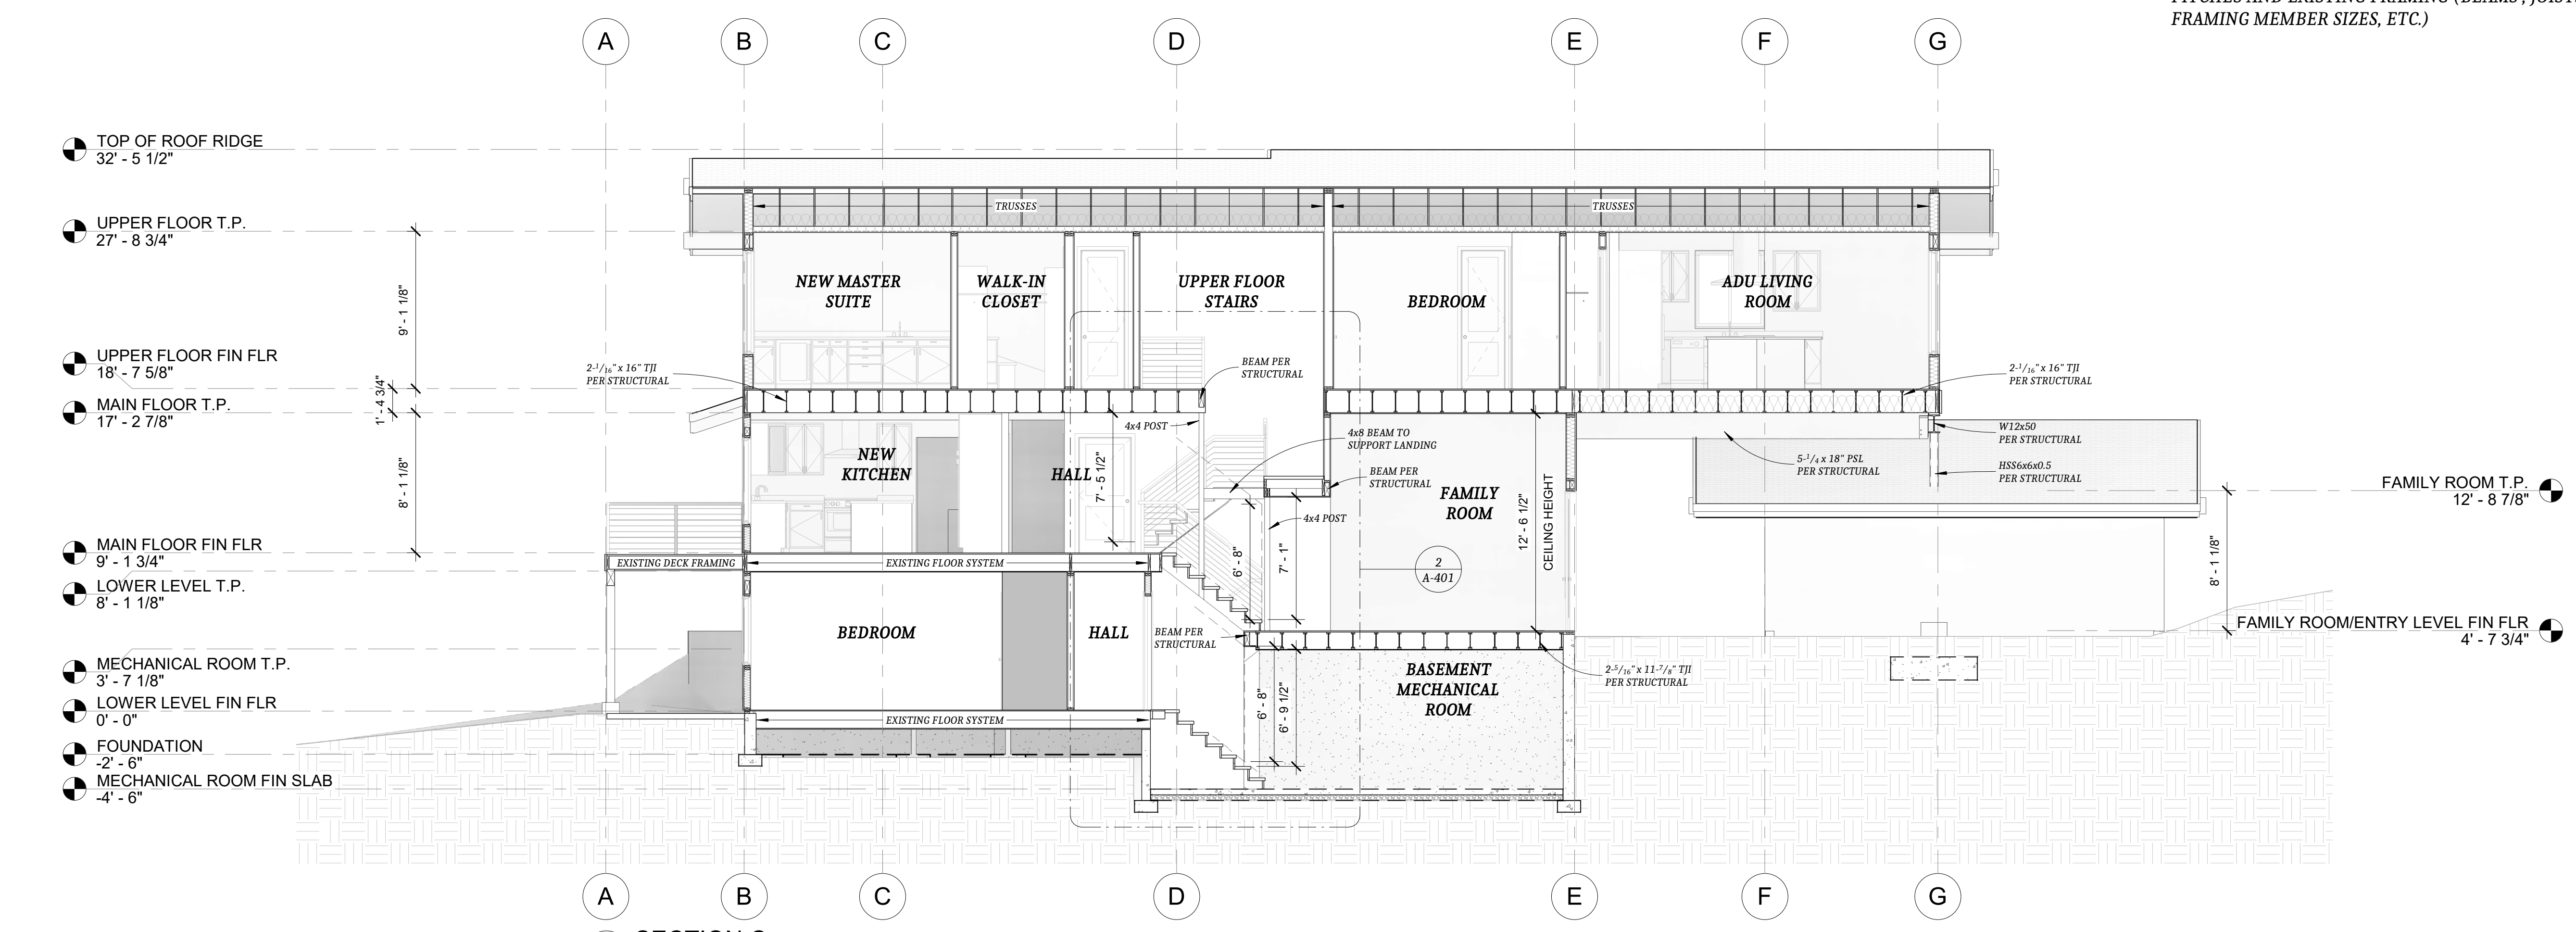 FRAMING MEMBER SIZES, ETC.)
A
B
C
D
E
F
G
TOP OF ROOF RIDGE
32' - 5 1/2"
UPPER FLOOR T.P.
27' - 8 3/4"
UPPER FLOOR FIN FLR
18' - 7 5/8"
MAIN FLOOR T.P.
17' - 2 7/8"
MAIN FLOOR FIN FLR
9' - 1 3/4"
LOWER LEVEL T.P.
8' - 1 1/8"
MECHANICAL ROOM T.P.
3' - 7 1/8"
LOWER LEVEL FIN FLR
0' - 0"
FOUNDATION
-2' - 6"
MECHANICAL ROOM FIN SLAB
-4' - 6"
9' - 1 1/8"
1' - 4 3/4"
8' - 1 1/8"
TRUSSES
TRUSSES
NEW MASTER
SUITE
WALK-IN
CLOSET
UPPER FLOOR
STAIRS
BEDROOM
ADU LIVING
ROOM
2-1/16" x 16" TJI
PER STRUCTURAL
BEAM PER
STRUCTURAL
2-1/16" x 16" TJI
PER STRUCTURAL
4x4 POST
4x8 BEAM TO
SUPPORT LANDING
W12x50
PER STRUCTURAL
NEW
KITCHEN
HALL
7' - 5 1/2"
BEAM PER
STRUCTURAL
5-1/4 x 18" PSL
PER STRUCTURAL
HSS6x6x0.5
PER STRUCTURAL
FAMILY
ROOM
12' - 6 1/2"
CEILING HEIGHT
4x4 POST
6' - 8"
7' - 1"
2
A-401
FAMILY ROOM T.P.
12' - 8 7/8"
8' - 1 1/8"
FAMILY ROOM/ENTRY LEVEL FIN FLR
4' - 7 3/4"
EXISTING DECK FRAMING
EXISTING FLOOR SYSTEM
BEDROOM
HALL
BEAM PER
STRUCTURAL
BASEMENT
MECHANICAL
ROOM
2-5/16" x 11-7/8" TJI
PER STRUCTURAL
6' - 8"
6' - 9 1/2"
EXISTING FLOOR SYSTEM
A
B
C
D
E
F
G